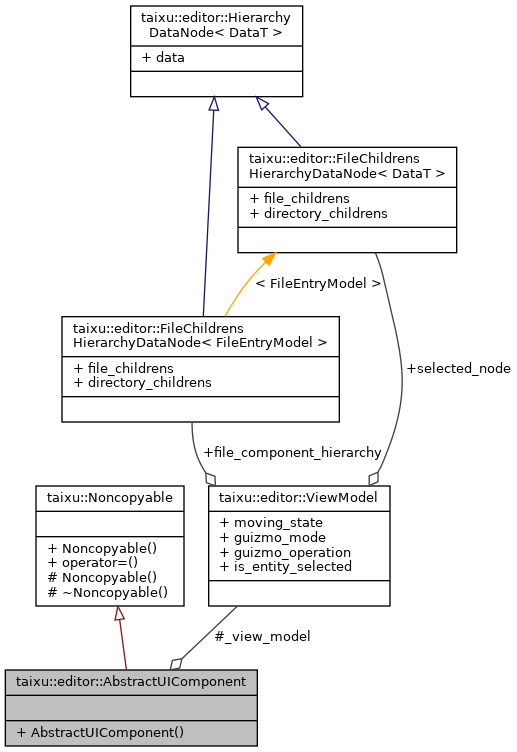 taixu::editor::Hierarchy
DataNode< DataT >
+ data
taixu::editor::FileChildrens
HierarchyDataNode< DataT >
+ file_childrens
+ directory_childrens
< FileEntryModel >
taixu::editor::FileChildrens
HierarchyDataNode< FileEntryModel >
+ file_childrens
+ directory_childrens
+selected_node
+file_component_hierarchy
taixu::Noncopyable
+ Noncopyable()
+ operator=()
# Noncopyable()
# ~Noncopyable()
taixu::editor::ViewModel
+ moving_state
+ guizmo_mode
+ guizmo_operation
+ is_entity_selected
#_view_model
taixu::editor::AbstractUIComponent
+ AbstractUIComponent()